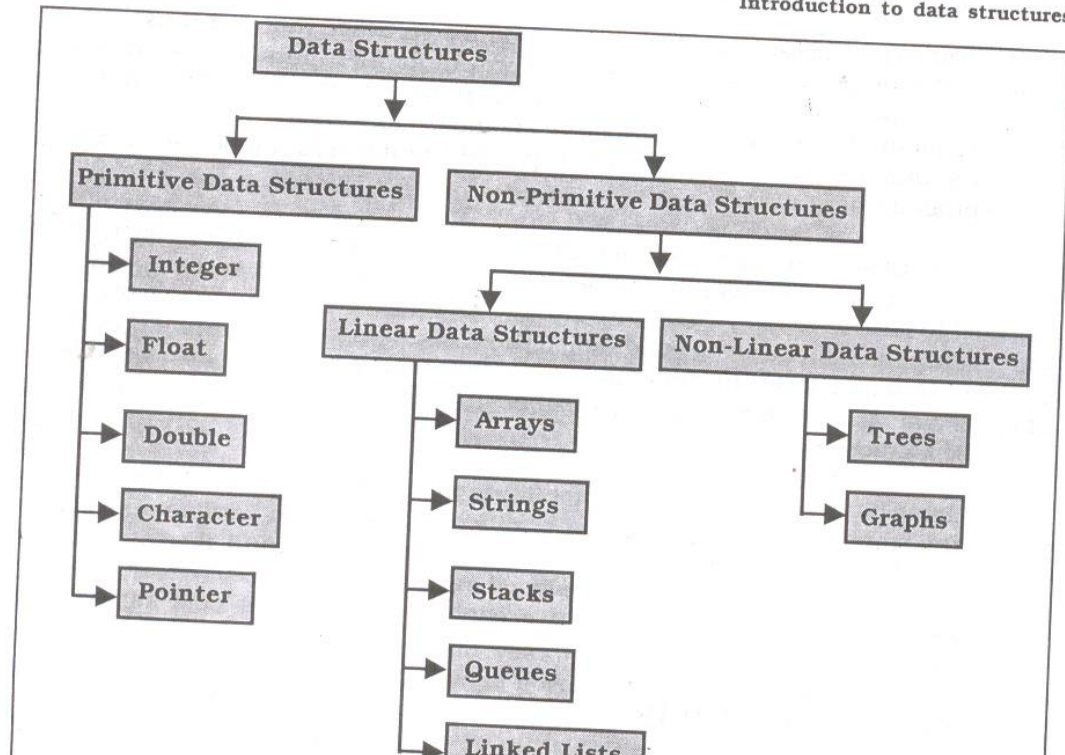 Introduction to data structures
Data Structures
Primitive Data Structures
Non-Primitive Data Structures
Integer
Float
Double
Character
Pointer
Linear Data Structures
Non-Linear Data Structures
Arrays
Strings
Stacks
Queues
Linked Lists
Trees
Graphs